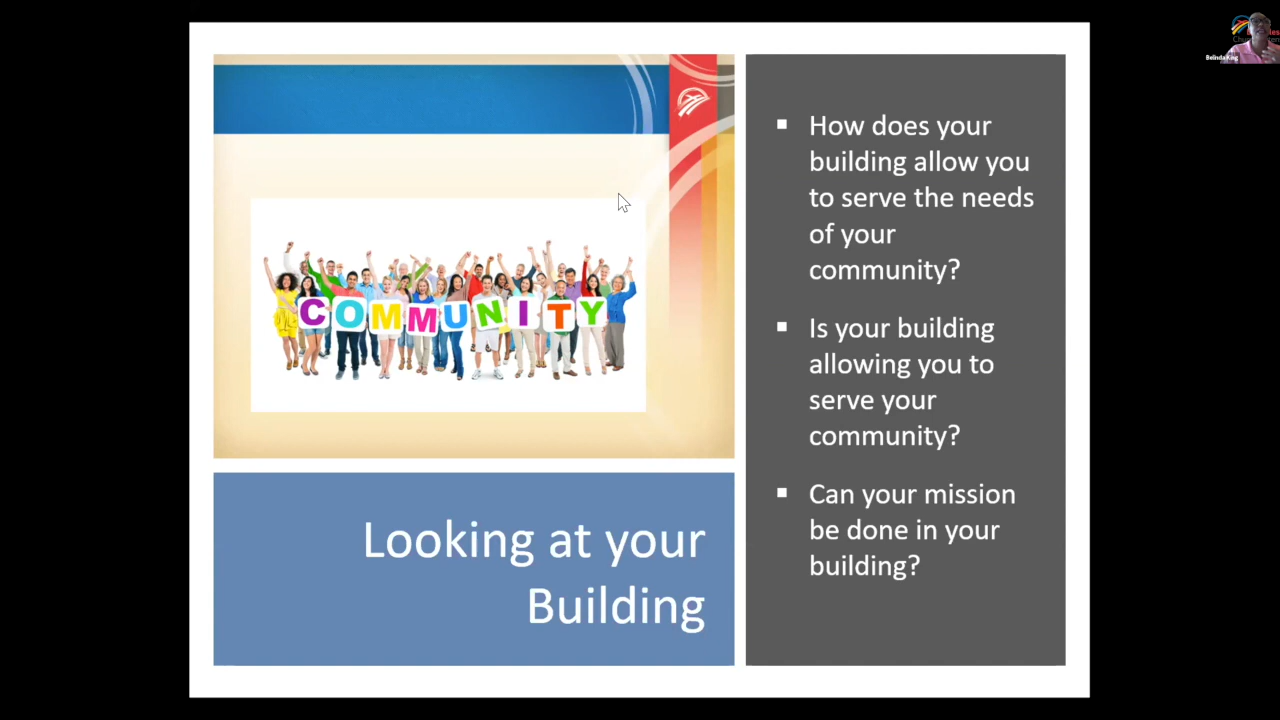 Belinda King
COMMUNITY
Looking at your
Building
▪ How does your
building allow you
to serve the needs
of your
community?
▪ Is your building
allowing you to
serve your
community?
▪ Can your mission
be done in your
building?